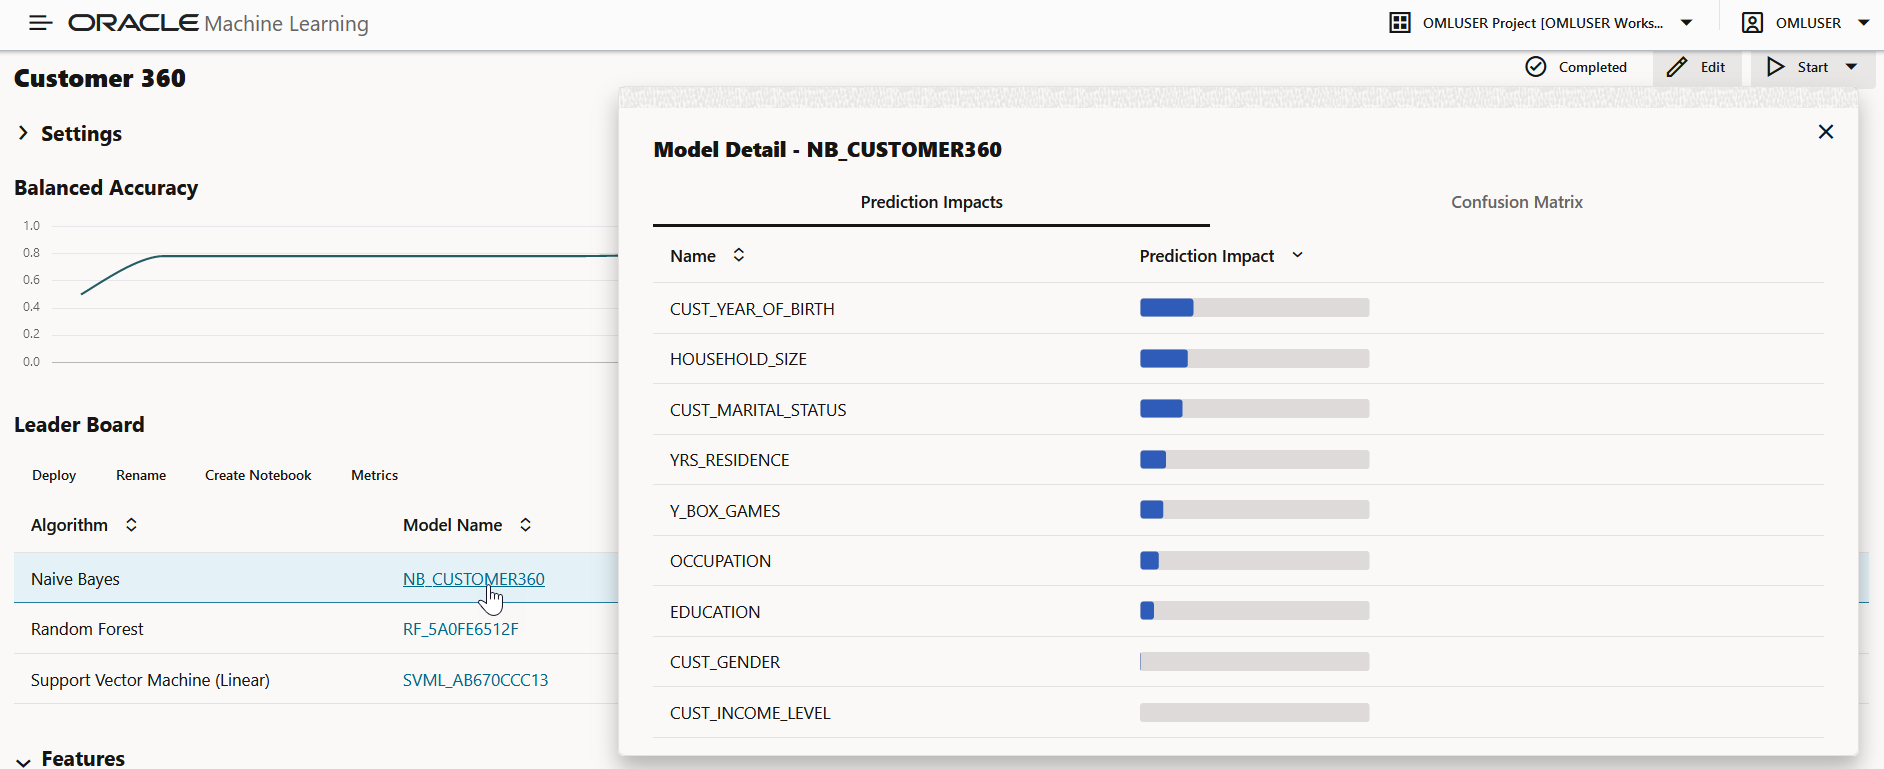 ORACLE Machine Learning
OMLUSER Project [OMLUSER Works...
OMLUSER
Customer 360
Completed
Edit
Start
Settings
Balanced Accuracy
1.0
0.8
0.6
0.4
0.2
0.0
Leader Board
Deploy Rename Create Notebook Metrics
Algorithm Model Name
Naive Bayes NB_CUSTOMER360
Random Forest RF_5A0FE6512F
Support Vector Machine (Linear) SVML_AB670CCC13
Features
Model Detail - NB_CUSTOMER360
Prediction Impacts Confusion Matrix
Name Prediction Impact
CUST_YEAR_OF_BIRTH
HOUSEHOLD_SIZE
CUST_MARITAL_STATUS
YRS_RESIDENCE
Y_BOX_GAMES
OCCUPATION
EDUCATION
CUST_GENDER
CUST_INCOME_LEVEL